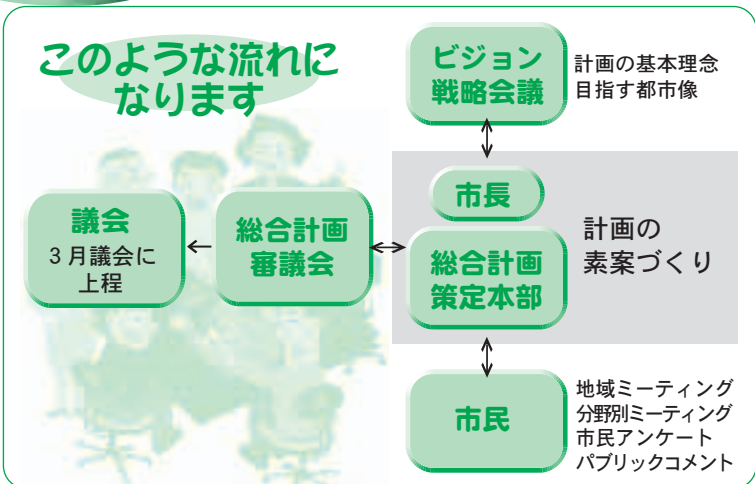 このような流れに
なります
ビジョン
戦略会議
計画の基本理念
目指す都市像
市長
総合計画
策定本部
計画の
素案づくり
総合計画
審議会
議会
3月議会に
上程
市民
地域ミーティング
分野別ミーティング
市民アンケート
パブリックコメント